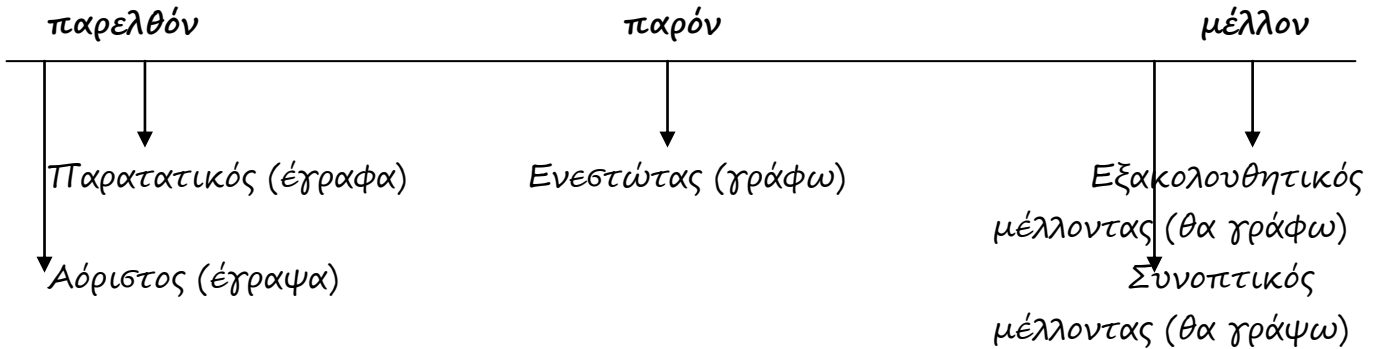 παρελθόν παρόν μέλλον
Παρατατικός (έγραφα) Ενεστώτας (γράφω) Εξακολουθητικός
μέλλοντας (θα γράφω)
Αόριστος (έγραψα) Συνοπτικός
μέλλοντας (θα γράψω)